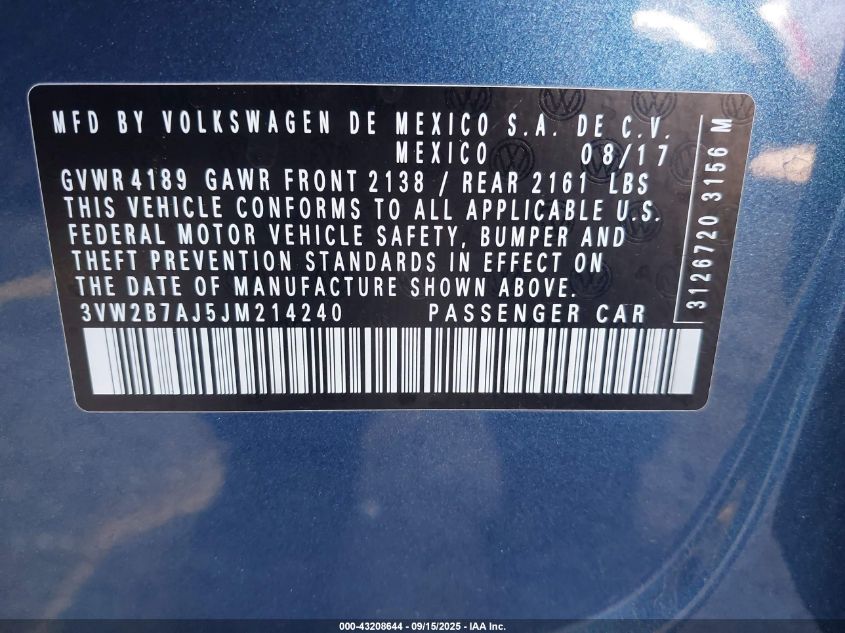 MFD BY VOLKSWAGEN DE MEXICO S.A. DE C.V.
MEXICO 08/17
GVWR 4189 GAWR FRONT 2138 / REAR 2161 LBS
THIS VEHICLE CONFORMS TO ALL APPLICABLE U.S.
FEDERAL MOTOR VEHICLE SAFETY, BUMPER AND
THEFT PREVENTION STANDARDS IN EFFECT ON
THE DATE OF MANUFACTURE SHOWN ABOVE.
3VW2B7AJ5JM214240 PASSENGER CAR
3126720 3156 M
000-43208644 - 09/15/2025 - IAA Inc.